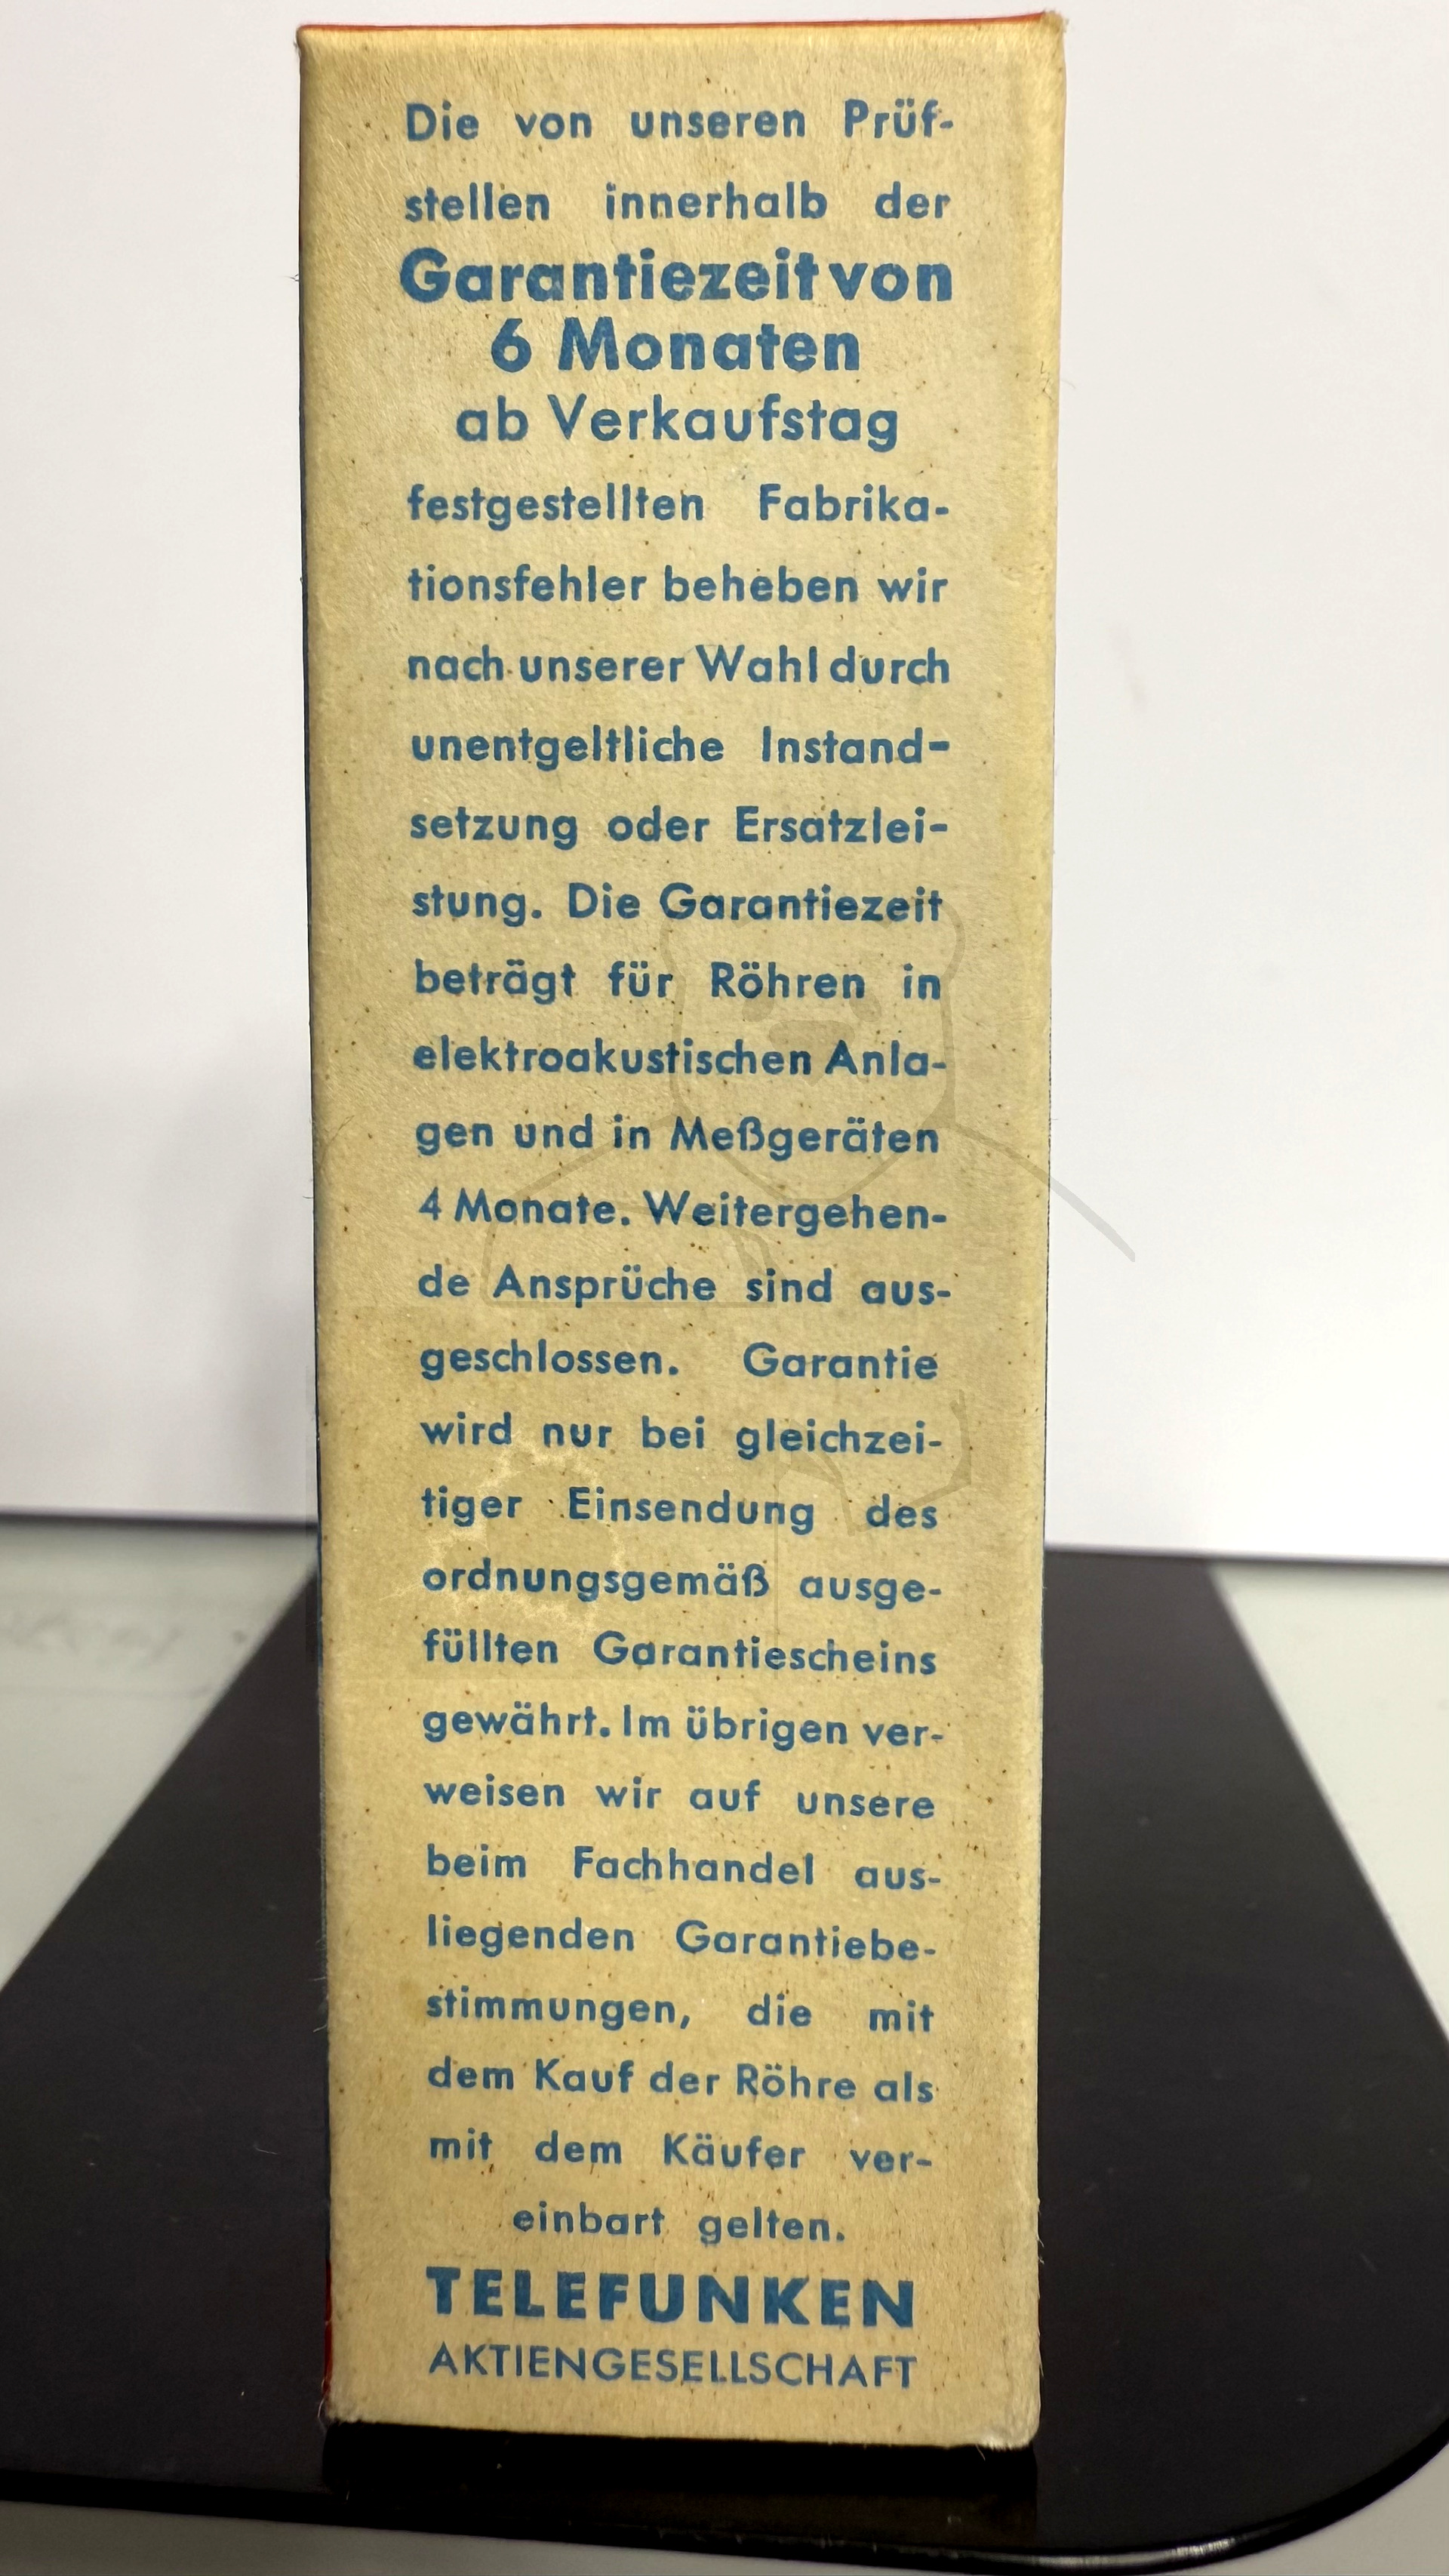 Die von unseren Prüf-
stellen innerhalb der
Garantiezeit von
6 Monaten
ab Verkaufstag
festgestellten Fabrika-
tionsfehler beheben wir
nach unserer Wahl durch
unentgeltliche Instand-
setzung oder Ersatzlei-
stung. Die Garantiezeit
beträgt für Röhren in
elektroakustischen Anla-
gen und in Meßgeräten
4 Monate. Weitergehen-
de Ansprüche sind aus-
geschlossen. Garantie
wird nur bei gleichzei-
tiger Einsendung des
ordnungsgemäß ausge-
füllten Garantiescheins
gewährt. Im übrigen ver-
weisen wir auf unsere
beim Fachhandel aus-
liegenden Garantiebe-
stimmungen, die mit
dem Kauf der Röhre als
mit dem Käufer ver-
einbart gelten.
TELEFUNKEN
AKTIENGESELLSCHAFT